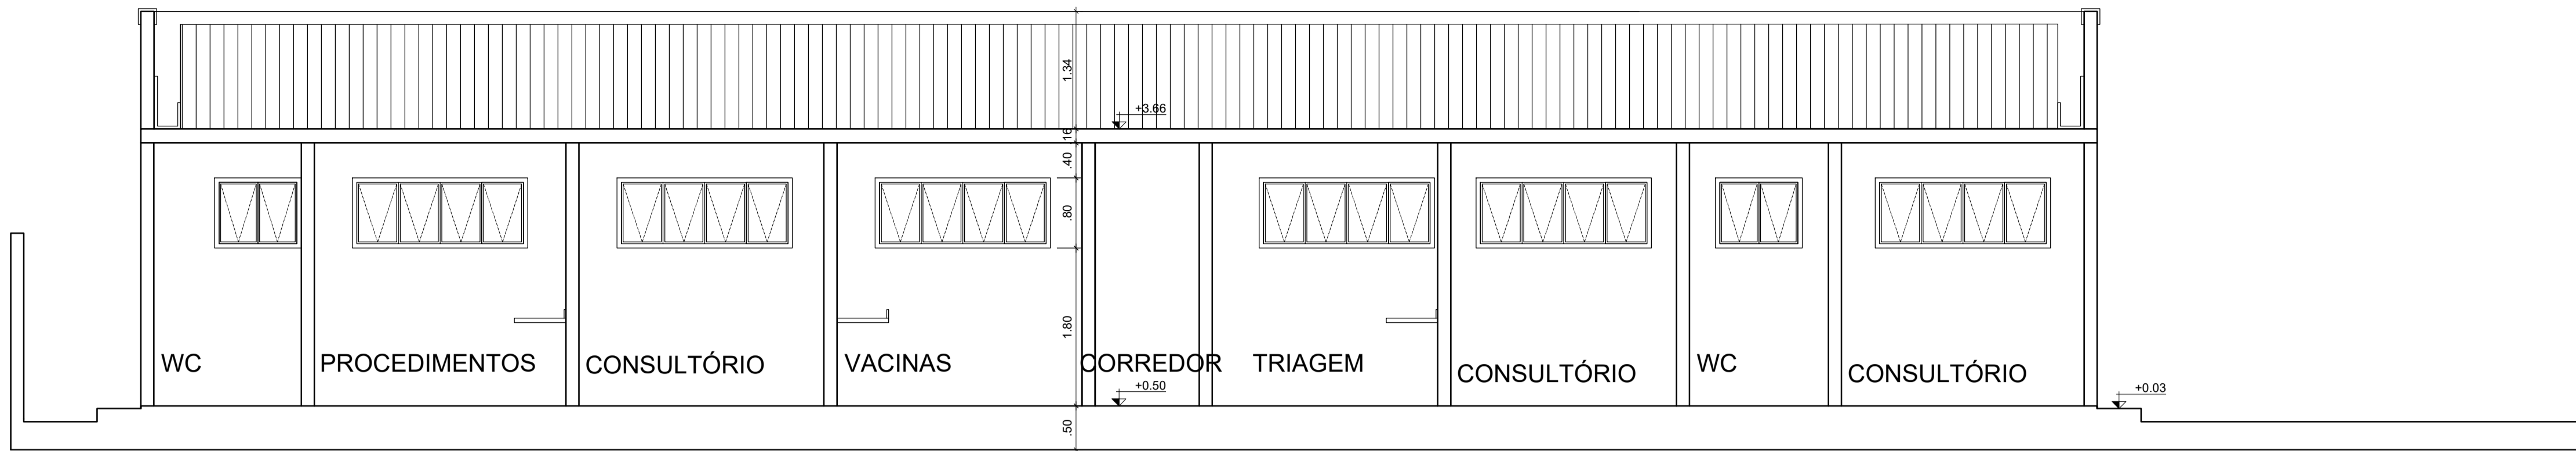 1.34
+3.66
.16
.40
.80
1.80
WC
PROCEDIMENTOS
CONSULTÓRIO
VACINAS
CORREDOR
TRIAGEM
CONSULTÓRIO
WC
CONSULTÓRIO
+0.50
+0.03
.50